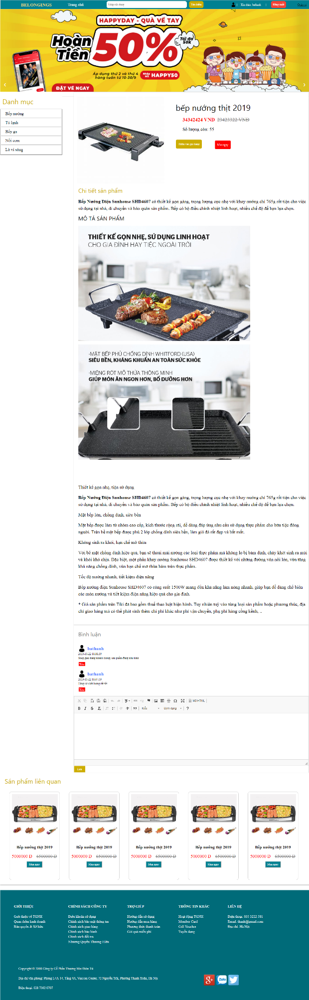 BELONGINGS
Trang chủ
Nhập nội dung
Tìm kiếm
Xin chào: bathanh
Đăng xuất
Quản trị
HAPPYDAY - QUÀ VỀ TAY
Hoàn Tiền 50%
Tối đa 50k
Áp dụng thứ 2 và thứ 4
hàng tuần từ 10-30/9
Nhập Mã HAPPY50
ĐẶT VÉ NGAY
Danh mục
Bếp nướng
Tủ lạnh
Bếp ga
Nồi cơm
Lò vi sóng
bếp nướng thịt 2019
34342424 VND 23423322 VND
Số lượng còn: 55
Thêm vào giỏ hàng
Mua ngay
Chi tiết sản phẩm
Bếp Nướng Điện Sunhouse SHD4607 có thiết kế gọn gàng, trọng lượng cực nhẹ với khay nướng chỉ 765g rất tiện cho việc
sử dụng tại nhà, di chuyển và bảo quản sản phẩm. Bếp có bộ điều chỉnh nhiệt linh hoạt, nhiều chế độ để bạn lựa chọn.
MÔ TẢ SẢN PHẨM
THIẾT KẾ GỌN NHẸ, SỬ DỤNG LINH HOẠT
CHO GIA ĐÌNH HAY TIỆC NGOÀI TRỜI
-MẶT BẾP PHỦ CHỐNG DÍNH WHITFORD (USA)
SIÊU BỀN, KHÁNG KHUẨN AN TOÀN SỨC KHỎE
-MIỆNG RÓT MỠ THỪA THÔNG MINH
GIÚP MÓN ĂN NGON HƠN, BỔ DƯỠNG HƠN
Thiết kế gọn nhẹ, tiện sử dụng
Bếp Nướng Điện Sunhouse SHD4607 có thiết kế gọn gàng, trọng lượng cực nhẹ với khay nướng chỉ 765g rất tiện cho việc
sử dụng tại nhà, di chuyển và bảo quản sản phẩm. Bếp có bộ điều chỉnh nhiệt linh hoạt, nhiều chế độ để bạn lựa chọn.
Mặt bếp lớn, chống dính, siêu bền
Mặt bếp được làm từ nhôm cao cấp, kích thước rộng rãi, dễ dàng đáp ứng nhu cầu sử dụng thực phẩm cho bữa tiệc đông
người. Trên bề mặt bếp được phủ 2 lớp chống dính siêu bền, làm giả đá rất đẹp và bắt mắt.
Không sinh ra khói, hạn chế mỡ thừa
Với bề mặt chống dính hiệu quả, bạn sẽ thoải mái nướng các loại thực phẩm mà không lo bị bám dính, cháy khét sinh ra mùi
và khói khó chịu. Đặc biệt, một phần khay nướng Sunhouse SHD4607 được thiết kế với những đường vân nổi lớn, vừa tăng
khả năng chống dính, vừa hạn chế mỡ thừa bám trên thực phẩm.
Tốc độ nướng nhanh, tiết kiệm điện năng
Bếp nướng điện Sunhouse SHD4607 có công suất 1500W mang đến khả năng làm nóng nhanh, giúp bạn dễ dàng chế biến
các món nướng và tiết kiệm điện năng hiệu quả cho gia đình.
* Giá sản phẩm trên Tiki đã bao gồm thuế theo luật hiện hành. Tuy nhiên tuỳ vào từng loại sản phẩm hoặc phương thức, địa
chỉ giao hàng mà có thể phát sinh thêm chi phí khác như phí vận chuyển, phụ phí hàng cồng kềnh, ..
Bình luận
bathanh
2019-10-22 18:08:39
Shop giao hàng nhanh chóng, sản phẩm đúng như hình
Xóa
bathanh
2019-10-22 18:07:59
Hàng có chất lượng rất tốt
Xóa
Mã HTML
Kiểu
Định dạng
Lưu
Sản phẩm liên quan
Bếp nướng thịt 2019
5000000 Đ 6500000 Đ
Mua ngay
Bếp nướng thịt 2019
5000000 Đ 6500000 Đ
Mua ngay
Bếp nướng thịt 2019
5000000 Đ 6500000 Đ
Mua ngay
Bếp nướng thịt 2019
5000000 Đ 6500000 Đ
Mua ngay
Bếp nướng thịt 2019
5000000 Đ 6500000 Đ
Mua ngay
GIỚI THIỆU
Giới thiệu về TGNH
Quan điểm kinh doanh
Bản quyền & Sở hữu
CHÍNH SÁCH CÔNG TY
Điều khoản sử dụng
Chính sách bảo mật thông tin
Chính sách giao hàng
Chính sách bảo hành
Chính sách đổi trả
Nhượng Quyền Thương Hiệu
TRỢ GIÚP
Hướng dẫn sử dụng
Hướng dẫn mua hàng
Phương thức thanh toán
Gói quà miễn phí
THÔNG TIN KHÁC
Hoạt động TGNH
Member Card
Gift Voucher
Tuyển dụng
LIÊN HỆ
Điện thoại: 035 3222 581
Email: thanh@gmail.com
Địa chỉ: Hà Nội
Copyright © 2008 Công ty Cổ Phần Thương Mại Điện Tử
Địa chỉ văn phòng: Phòng L4A 14, Tầng 4A, Vincom Center, 72 Nguyễn Trãi, Phường Thanh Xuân, Hà Nội
Điện thoại: 028 7302 0707
g+
Zalo